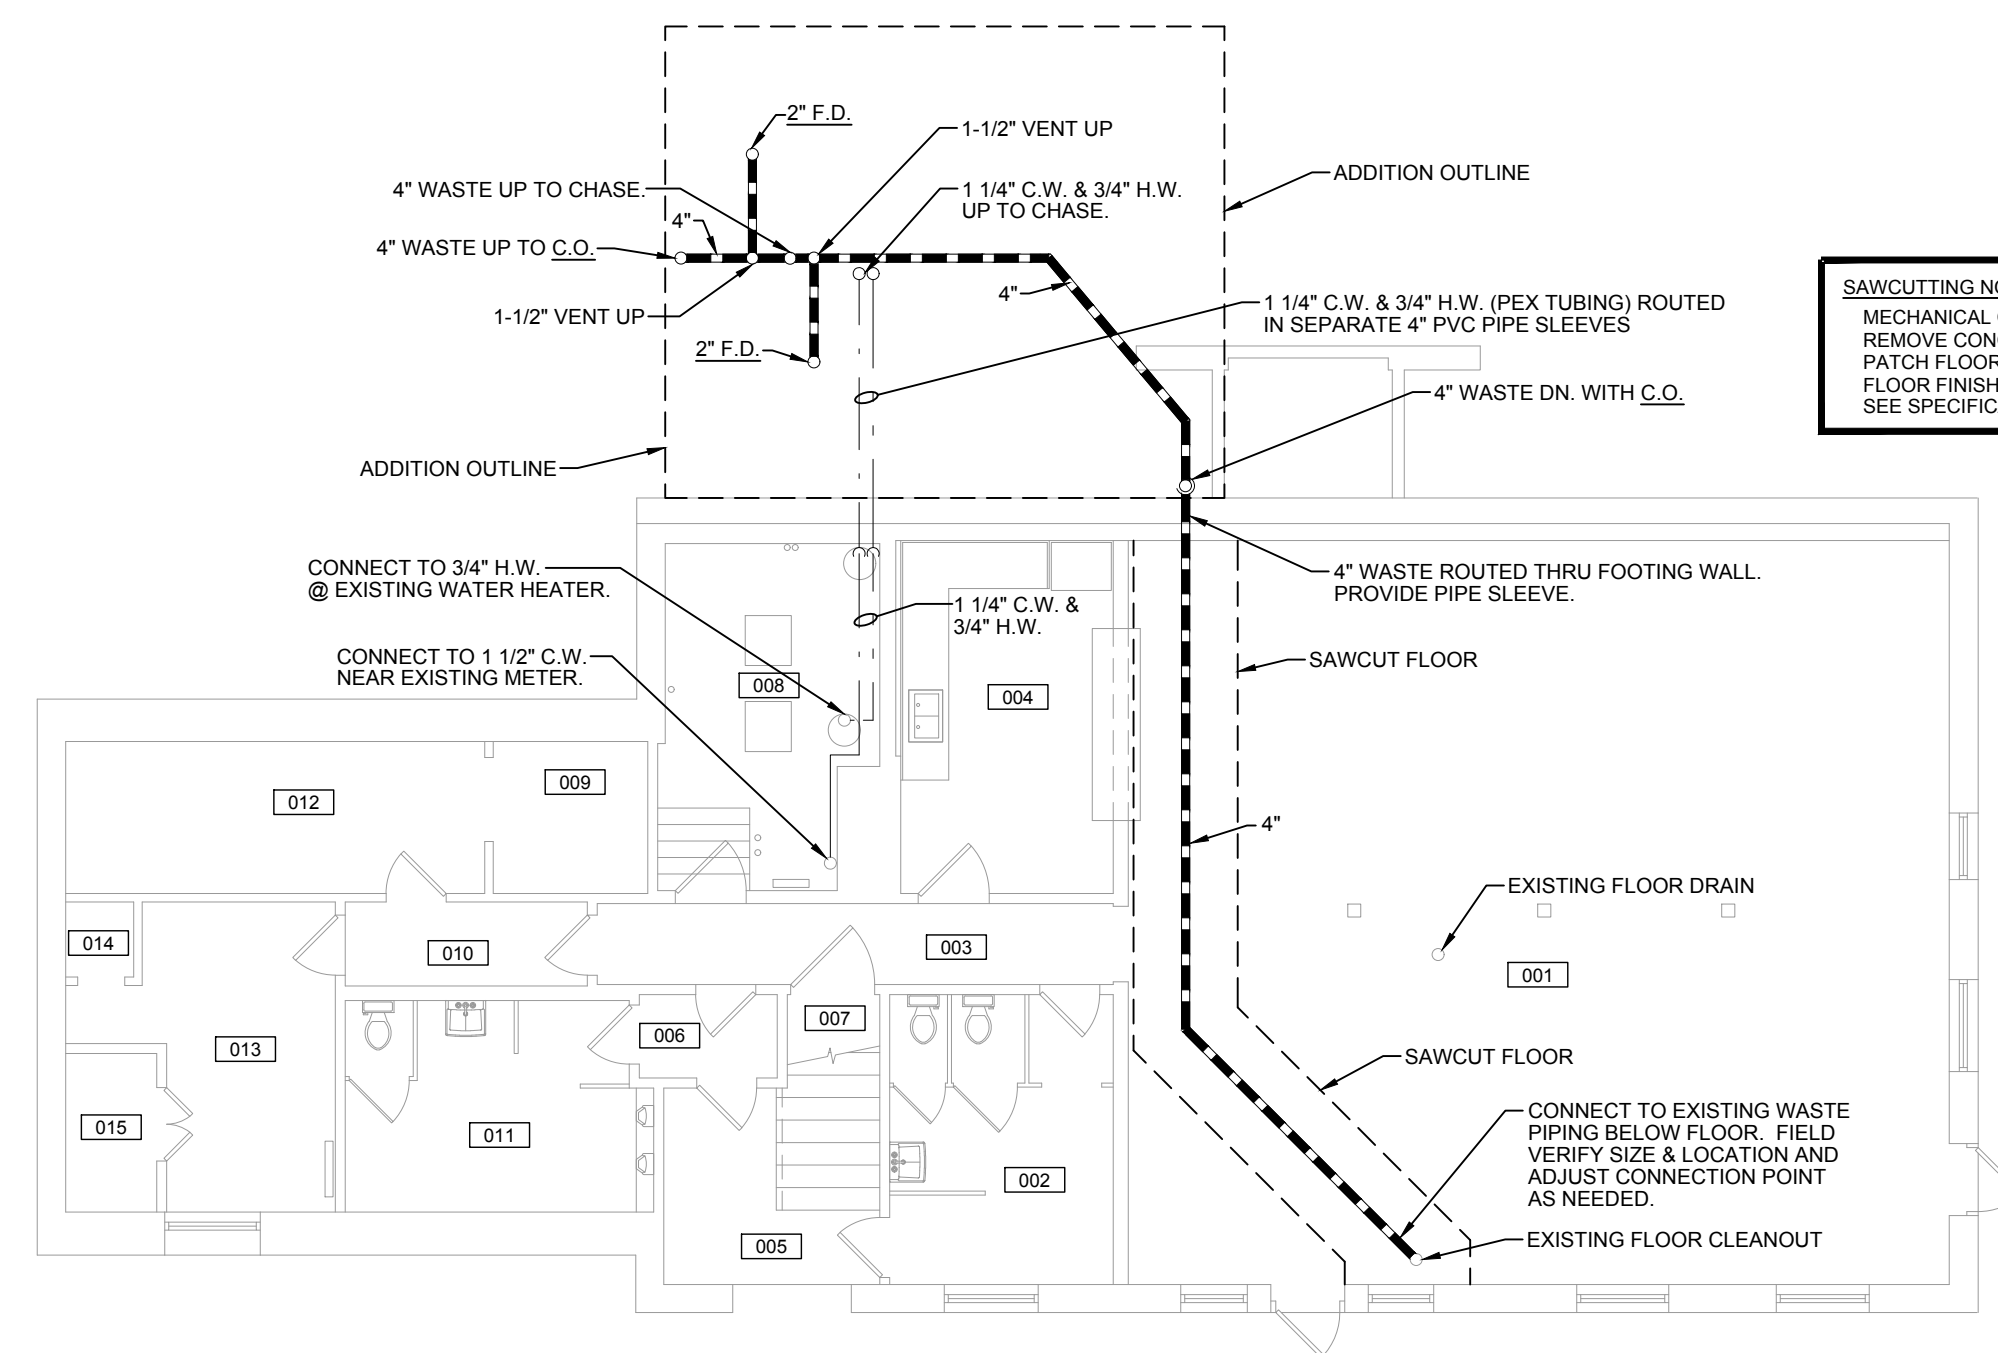 2" F.D.
1-1/2" VENT UP
ADDITION OUTLINE
4" WASTE UP TO CHASE.
1 1/4" C.W. & 3/4" H.W.
UP TO CHASE.
4"
4" WASTE UP TO C.O.
4"
1-1/2" VENT UP
1 1/4" C.W. & 3/4" H.W. (PEX TUBING) ROUTED
IN SEPARATE 4" PVC PIPE SLEEVES
2" F.D.
SAWCUTTING
MECHANICAL
REMOVE
PATCH FLOOR
FLOOR FINISH
4" WASTE DN. WITH C.O.
SEE
ADDITION OUTLINE
CONNECT TO 3/4" H.W.
@ EXISTING WATER HEATER.
4" WASTE ROUTED THRU FOOTING WALL.
PROVIDE PIPE SLEEVE.
1 1/4" C.W. &
3/4" H.W.
CONNECT TO 1 1/2" C.W.
NEAR EXISTING METER.
SAWCUT FLOOR
008
004
009
012
4"
EXISTING FLOOR DRAIN
014
010
003
001
007
006
013
SAWCUT FLOOR
015
011
CONNECT TO EXISTING WASTE
PIPING BELOW FLOOR. FIELD
VERIFY SIZE & LOCATION AND
ADJUST CONNECTION POINT
AS NEEDED.
002
005
EXISTING FLOOR CLEANOUT